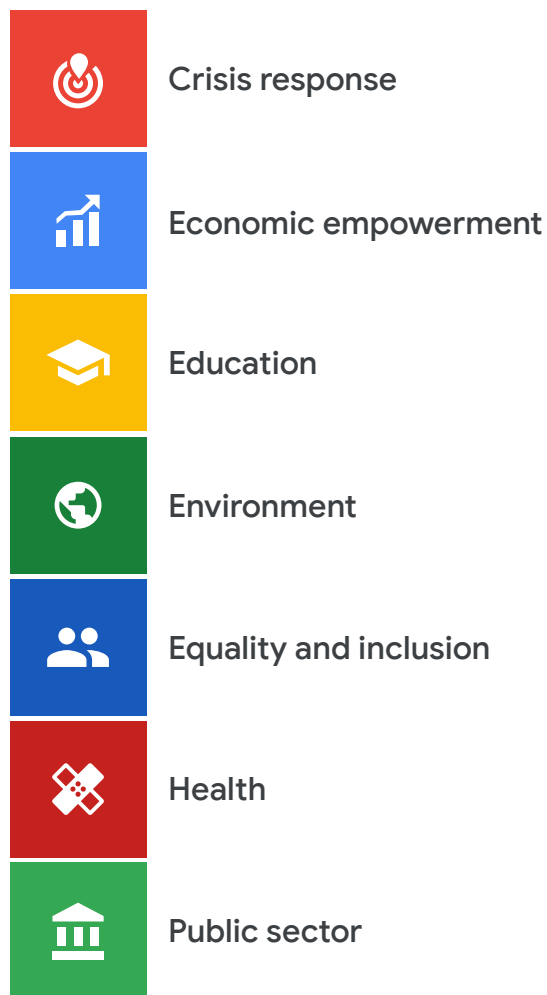 Crisis response
Economic empowerment
Education
Environment
Equality and inclusion
Health
Public sector